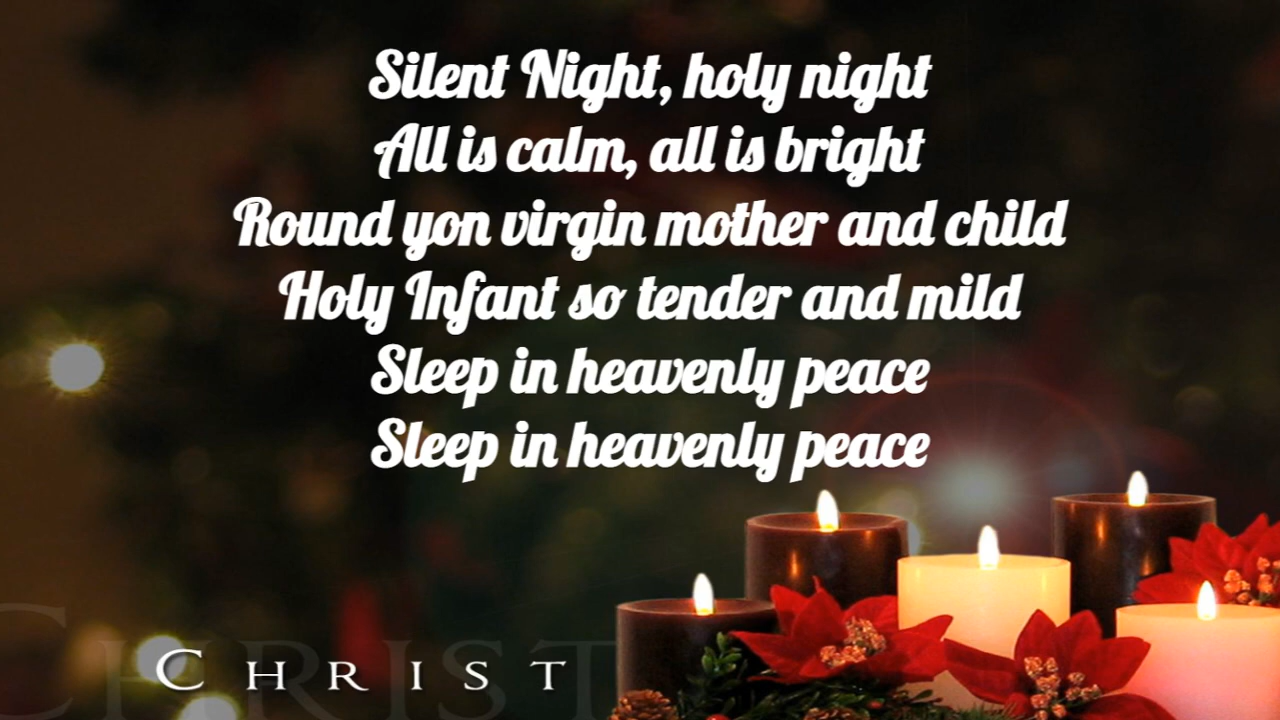 Silent Night, holy night
All is calm, all is bright
Round yon virgin mother and child
Holy Infant so tender and mild
Sleep in heavenly peace
Sleep in heavenly peace
CHRIST
CHRIST